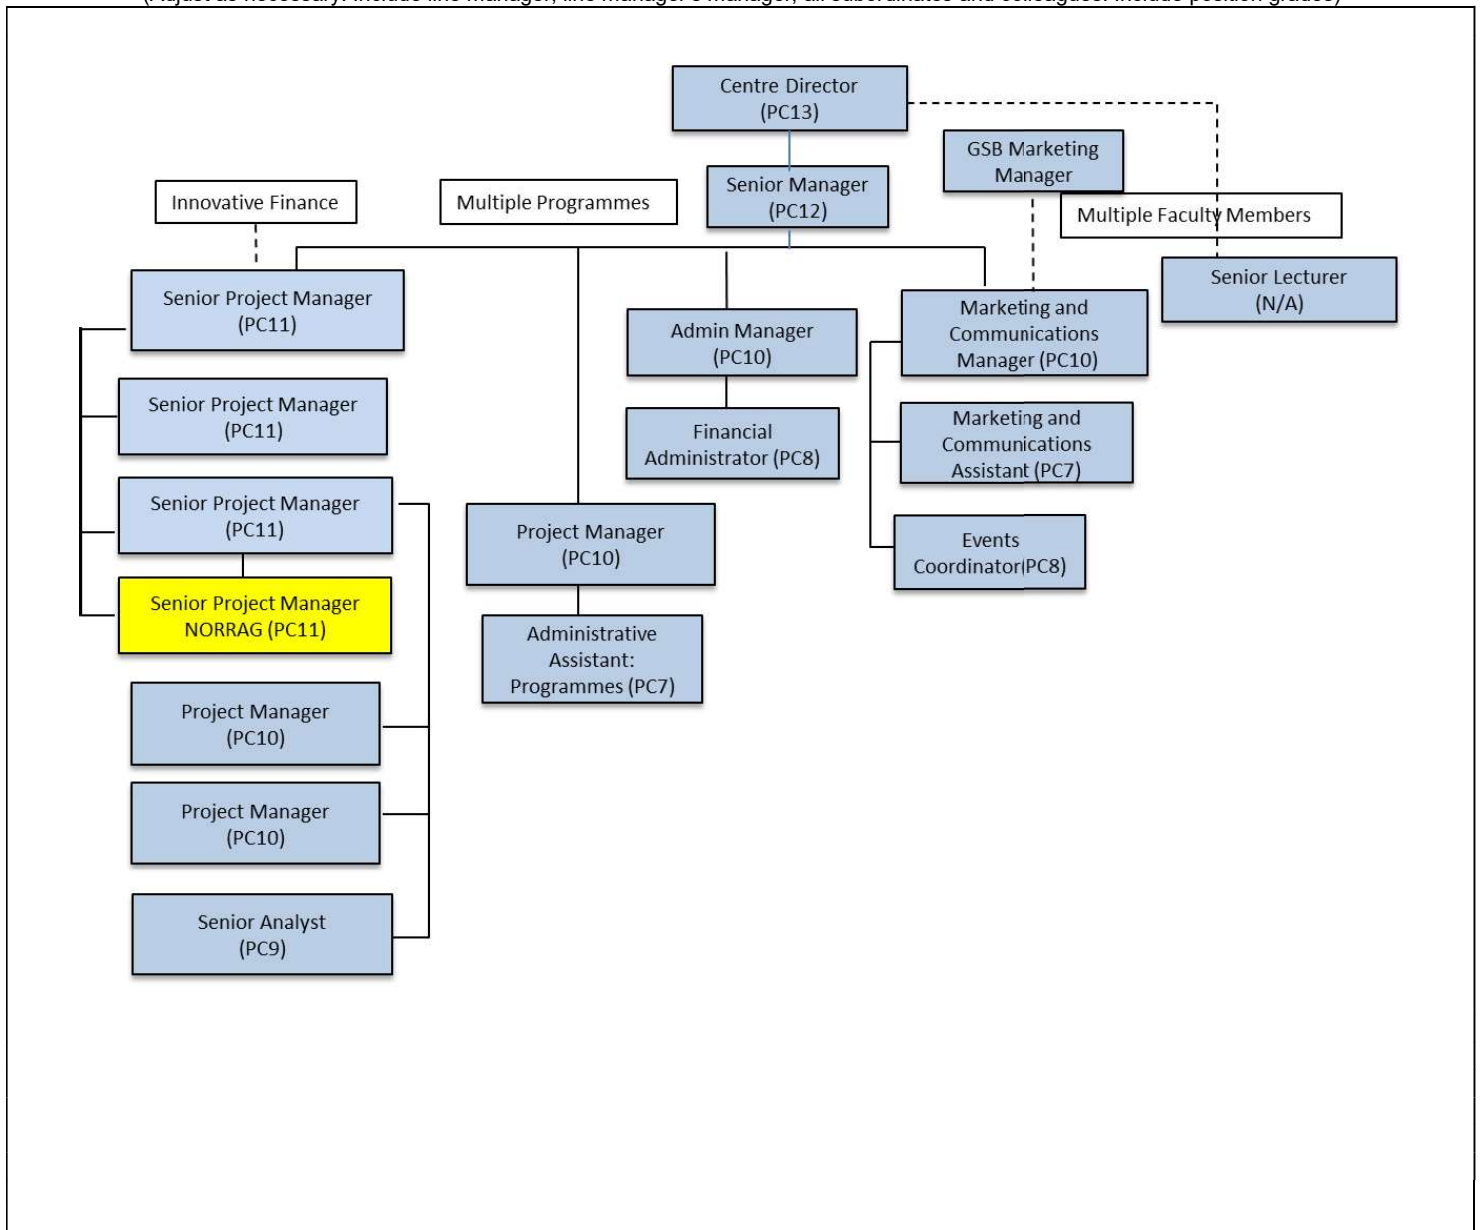 Centre Director
(PC13)
GSB Marketing
Manager
Senior Manager
(PC12)
Innovative Finance
Multiple Programmes
Multiple Faculty Members
Senior Project Manager
(PC11)
Senior Lecturer
(N/A)
Admin Manager
(PC10)
Marketing and
Communications
Manager (PC10)
Senior Project Manager
(PC11)
Financial
Administrator (PC8)
Marketing and
Communications
Assistant (PC7)
Senior Project Manager
(PC11)
Project Manager
(PC10)
Events
Coordinator(PC8)
Senior Project Manager
NORRAG (PC11)
Administrative
Assistant:
Programmes (PC7)
Project Manager
(PC10)
Project Manager
(PC10)
Senior Analyst
(PC9)